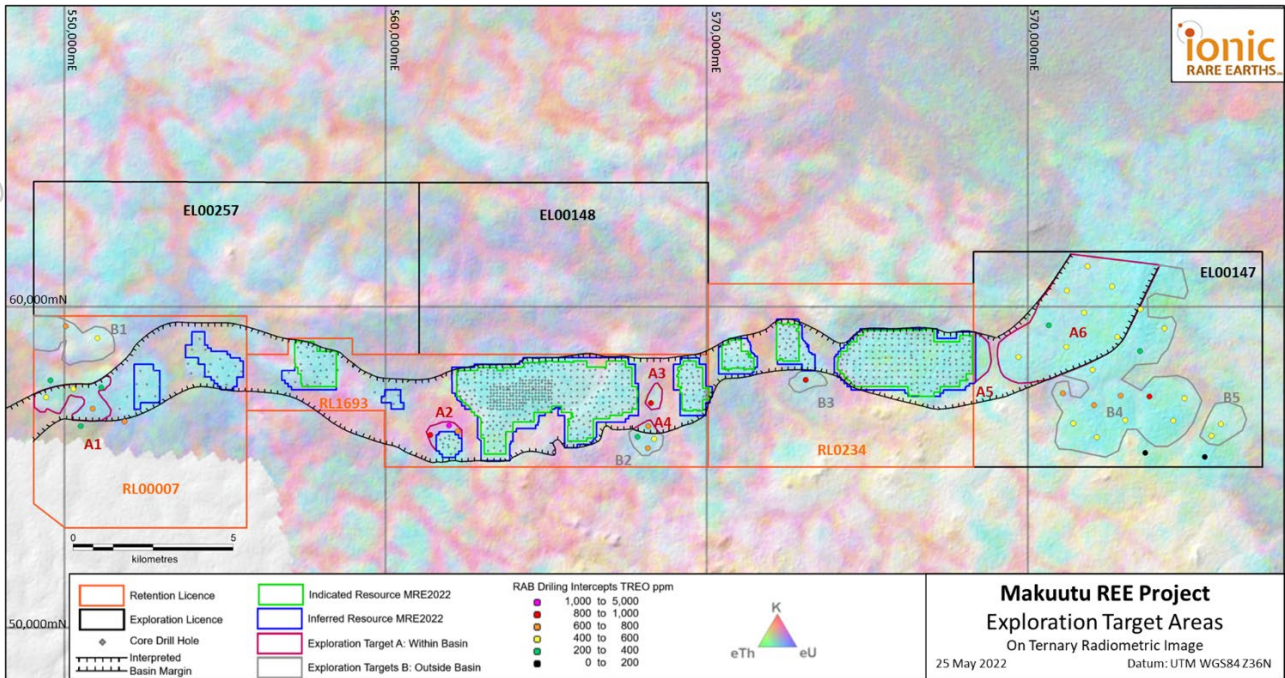 550,000mE
560,000mE
570,000mE
570,000mE
ionic
RARE EARTHS
EL00257
EL00148
EL00147
60,000mN
B1
A6
A3
RL1693
A2
A5
B3
B4
B5
A4
A1
B2
RL0234
RL00007
0 5
kilometres
50,000mN
Retention Licence
Exploration Licence
Core Drill Hole
Interpreted
Basin Margin
Indicated Resource MRE2022
Inferred Resource MRE2022
Exploration Target A: Within Basin
Exploration Targets B: Outside Basin
RAB Drilling Intercepts TREO ppm
1,000 to 5,000
800 to 1,000
600 to 800
400 to 600
200 to 400
0 to 200
K
eTh eU
Makuutu REE Project
Exploration Target Areas
On Ternary Radiometric Image
25 May 2022 Datum: UTM WGS84 Z36N